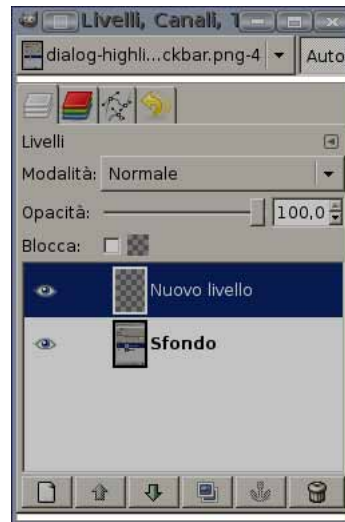 Livelli, Canali, T
dialog-highli...ckbar.png-4
Auto
Livelli
Modalità: Normale
Opacità: 100,0
Blocca:
Nuovo livello
Sfondo